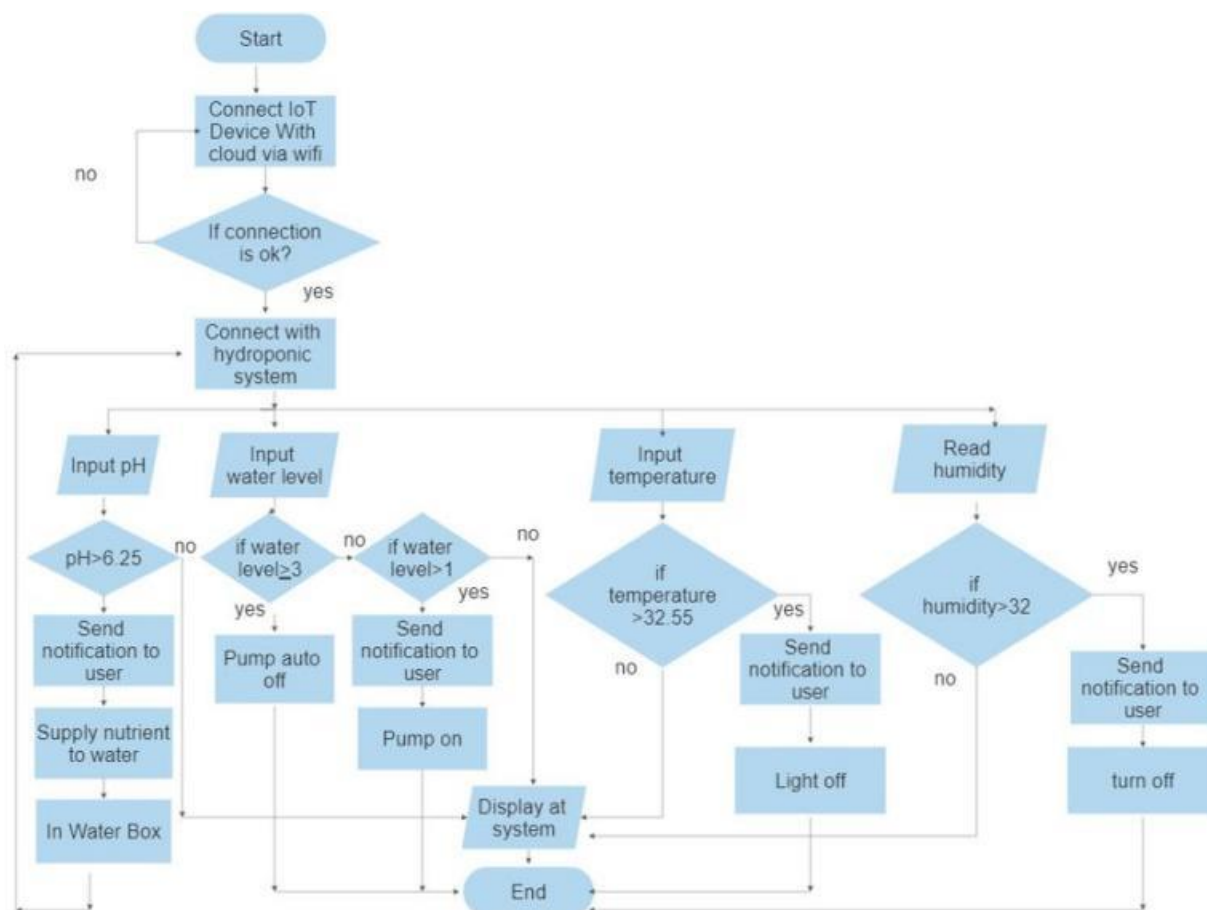 Start
Connect IoT
Device With
cloud via wifi
no
If connection
is ok?
yes
Connect with
hydroponic
system
Input pH
Input
water level
Input
temperature
Read
humidity
pH>6.25
no
if water
level≥3
no
if water
level>1
no
if
temperature
>32.55
yes
if
humidity>32
yes
yes
yes
Send
notification to
user
Pump auto
off
Send
notification to
user
no
Send
notification to
user
no
Send
notification to
user
Supply nutrient
to water
Pump on
Light off
turn off
In Water Box
Display at
system
End